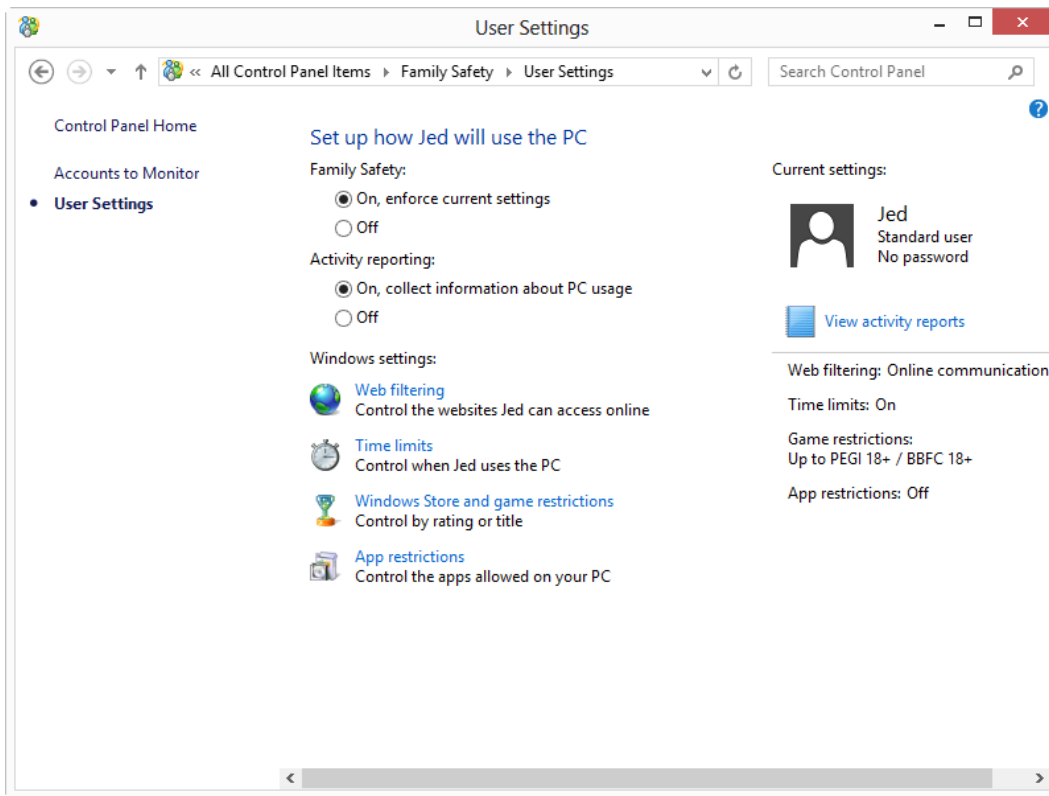 User Settings
« All Control Panel Items Family Safety User Settings
Search Control Panel
Control Panel Home
Accounts to Monitor
User Settings
Set up how Jed will use the PC
Family Safety:
On, enforce current settings
Off
Activity reporting:
On, collect information about PC usage
Off
Windows settings:
Web filtering
Control the websites Jed can access online
Time limits
Control when Jed uses the PC
Windows Store and game restrictions
Control by rating or title
App restrictions
Control the apps allowed on your PC
Current settings:
Jed
Standard user
No password
View activity reports
Web filtering: Online communication
Time limits: On
Game restrictions:
Up to PEGI 18+ / BBFC 18+
App restrictions: Off